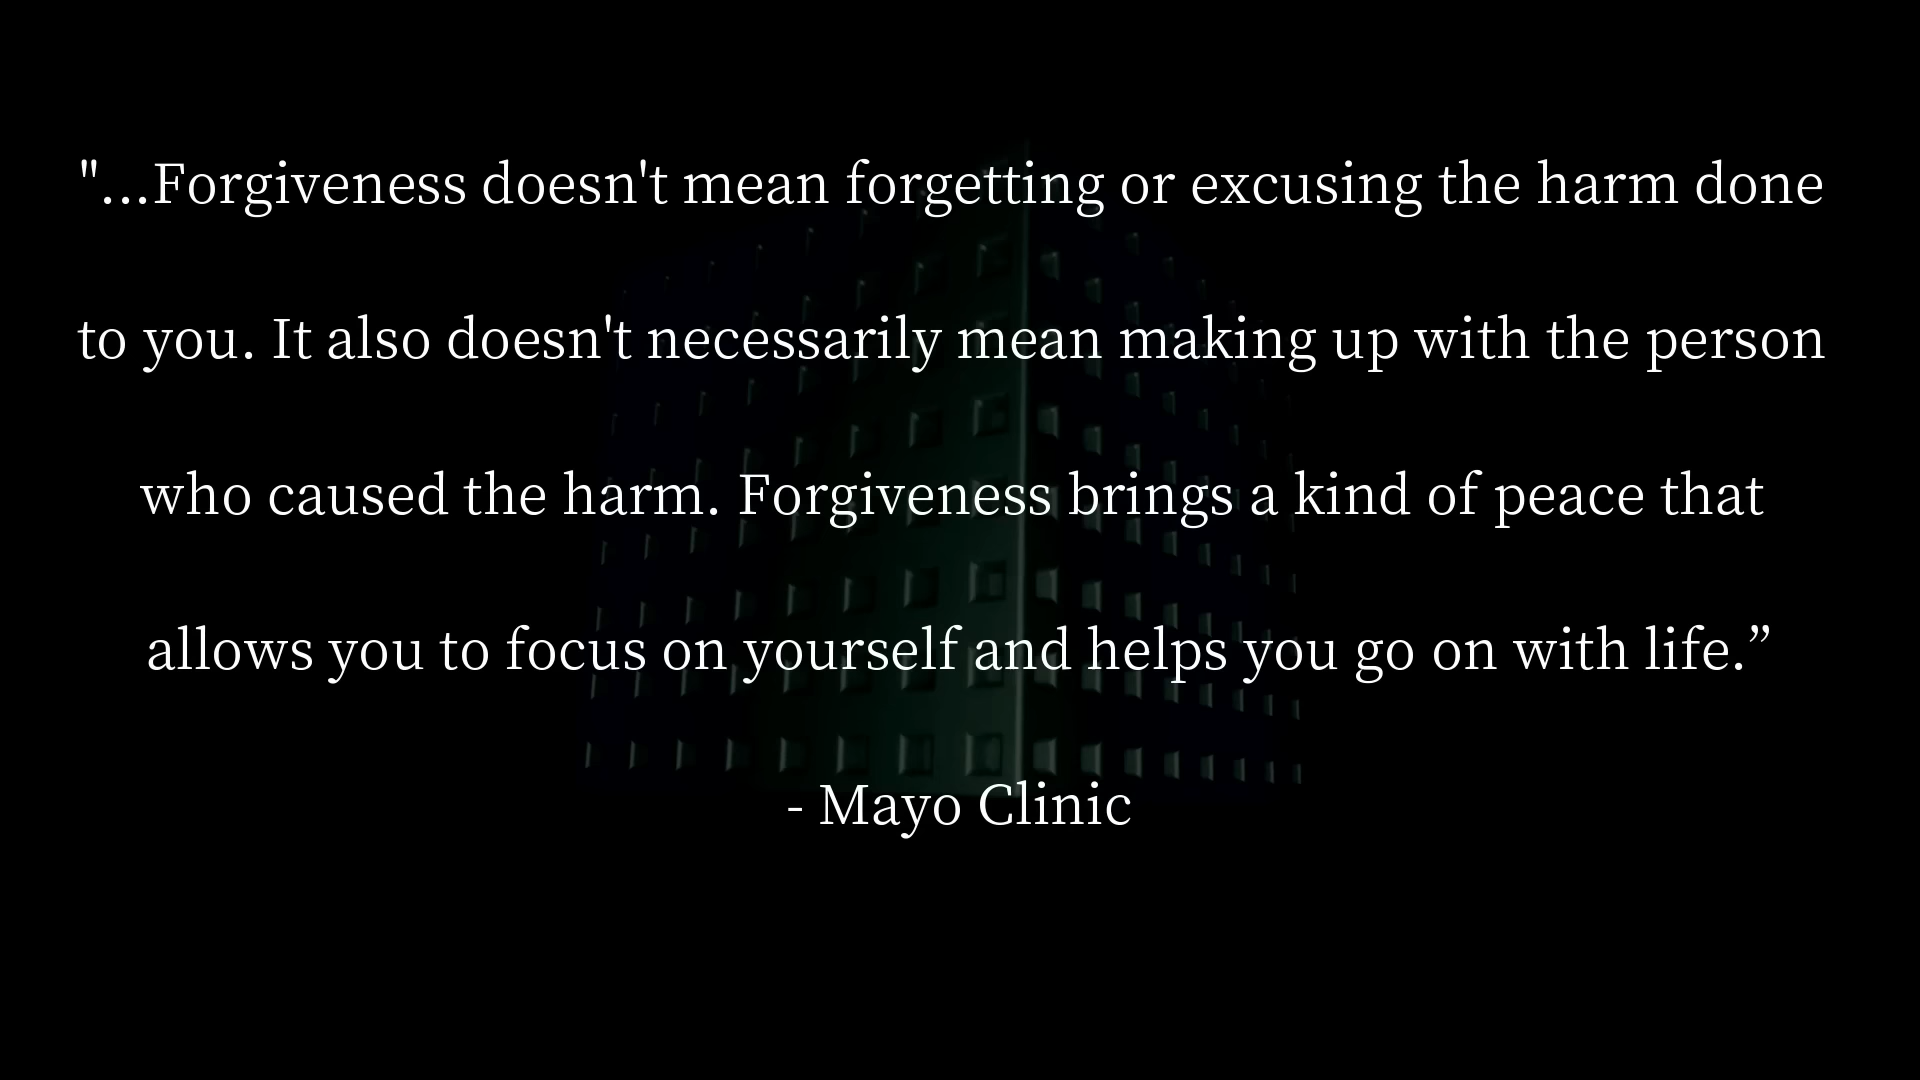 "...Forgiveness doesn't mean forgetting or excusing the harm done
to you. It also doesn't necessarily mean making up with the person
who caused the harm. Forgiveness brings a kind of peace that
allows you to focus on yourself and helps you go on with life.”
- Mayo Clinic